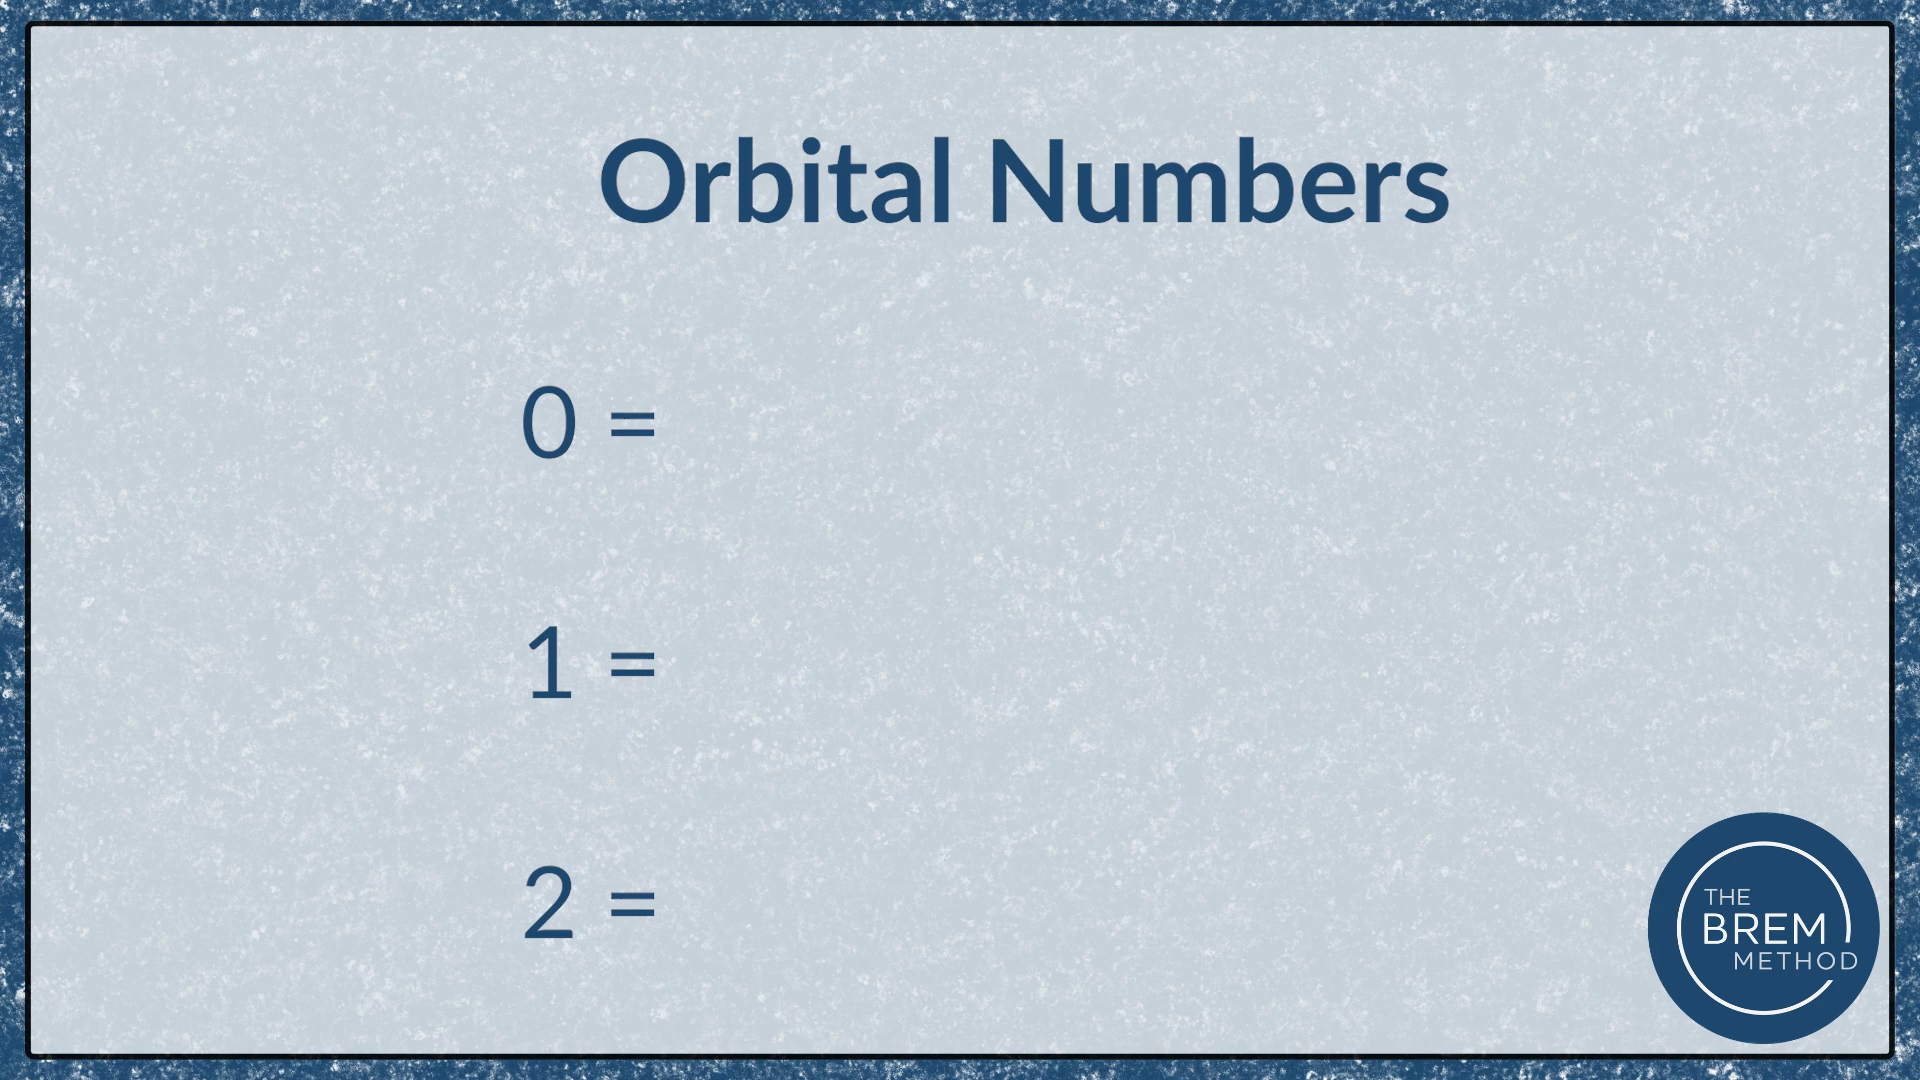 Orbital Numbers
0 =
1 =
2 =
THE
BREM
METHOD